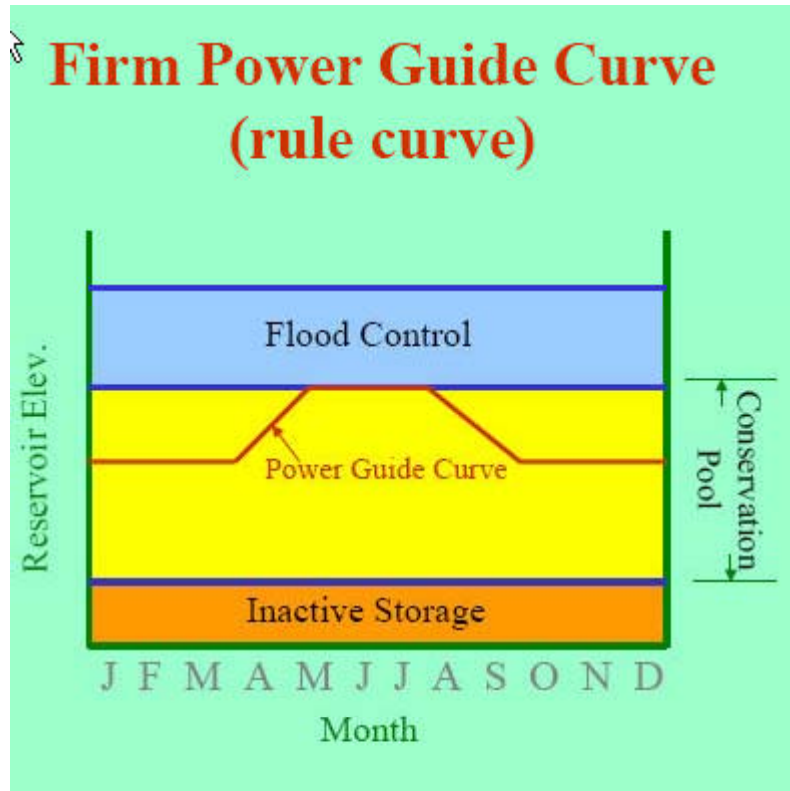 Firm Power Guide Curve
(rule curve)
Flood Control
Reservoir Elev.
Power Guide Curve
Conservation
Pool
Inactive Storage
J F M A M J J A S O N D
Month